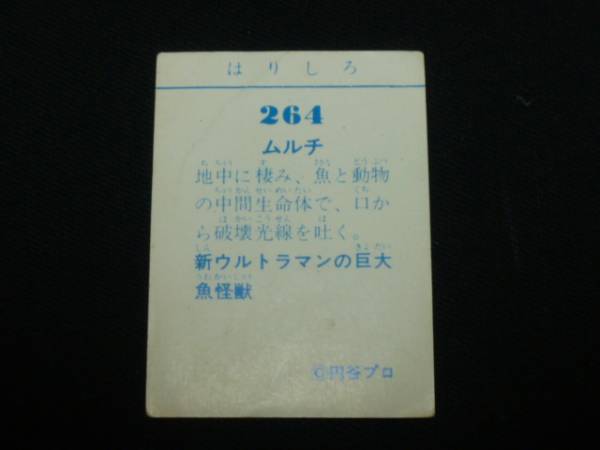 はりしろ
264
ムルチ
地中に棲み、魚と動物
の中間生命体で、口か
ら破壊光線を吐く。
新ウルトラマンの巨大
魚怪獣
©円谷プロ